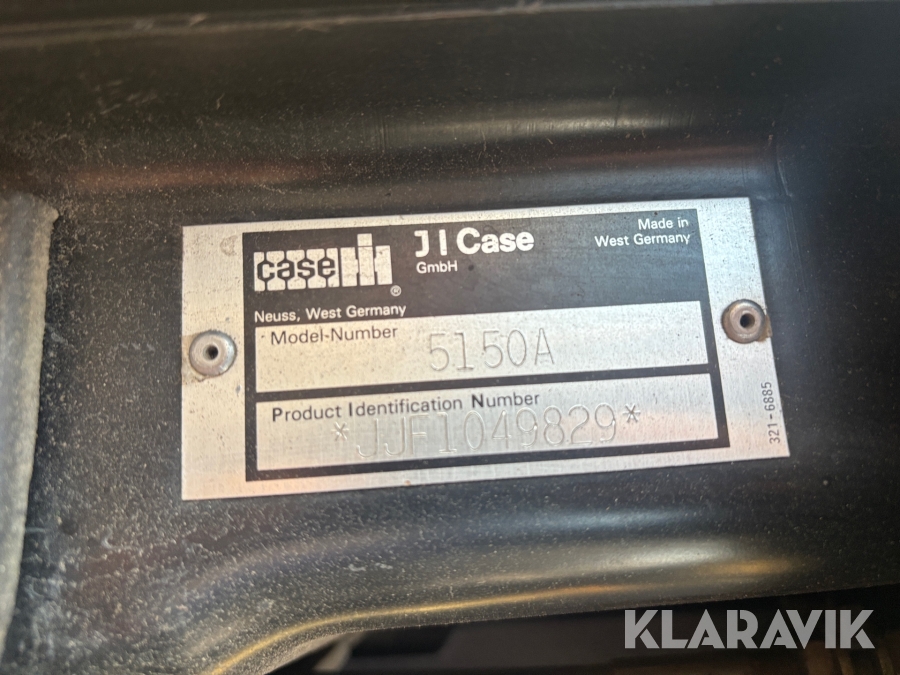 case IH ®
J I Case
GmbH
Made in
West Germany
Neuss, West Germany
Model-Number 5150A
Product Identification Number
*JJF1049829*
321-6885
KLARAVIK